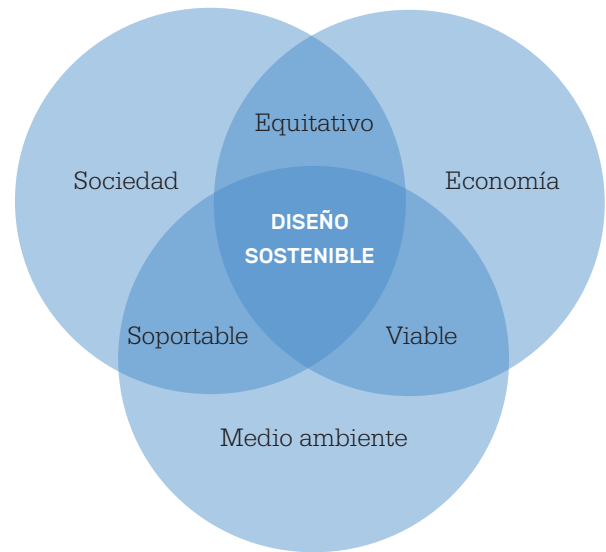 Equitativo
Sociedad
Economía
DISEÑO
SOSTENIBLE
Soportable
Viable
Medio ambiente